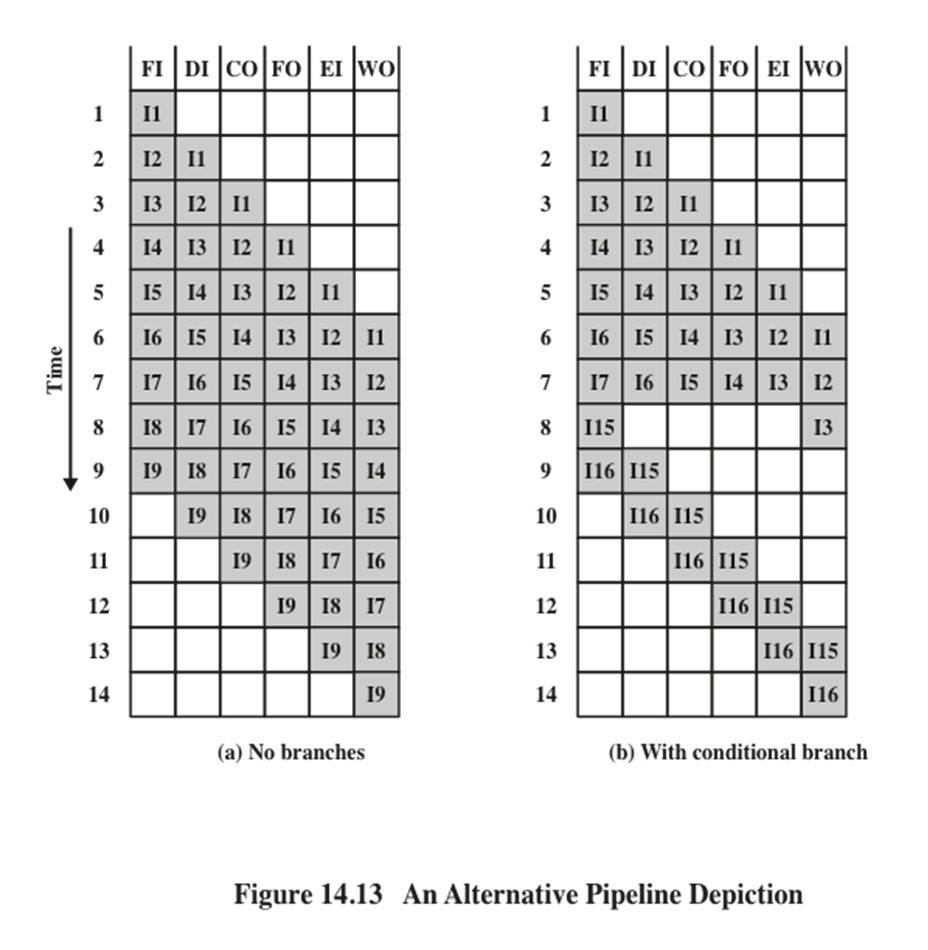 FI DI CO FO EI WO FI DI CO FO EI WO
1 I1 1 I1
2 I2 I1 2 I2 I1
3 I3 I2 I1 3 I3 I2 I1
4 I4 I3 I2 I1 4 I4 I3 I2 I1
5 I5 I4 I3 I2 I1 5 I5 I4 I3 I2 I1
6 I6 I5 I4 I3 I2 I1 6 I6 I5 I4 I3 I2 I1
Time
7 I7 I6 I5 I4 I3 I2 7 I7 I6 I5 I4 I3 I2
8 I8 I7 I6 I5 I4 I3 8 I15 I3
9 I9 I8 I7 I6 I5 I4 9 I16 I15
10 I9 I8 I7 I6 I5 10 I16 I15
11 I9 I8 I7 I6 11 I16 I15
12 I9 I8 I7 12 I16 I15
13 I9 I8 13 I16 I15
14 I9 14 I16
(a) No branches (b) With conditional branch
Figure 14.13 An Alternative Pipeline Depiction